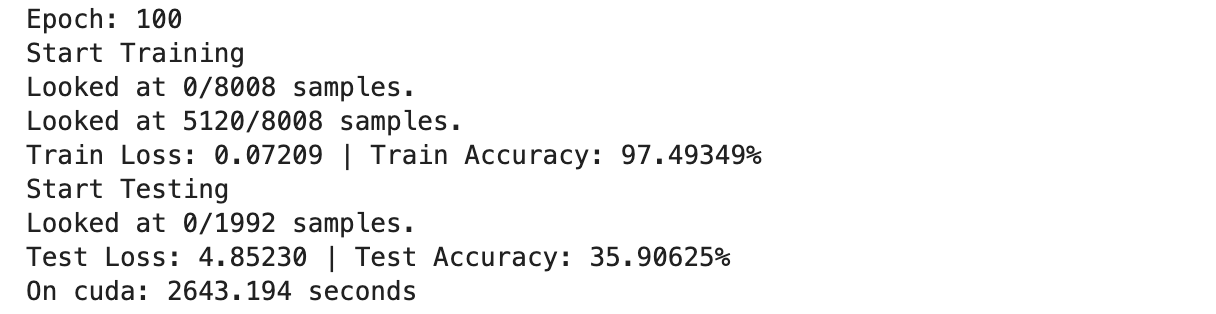 Epoch: 100
Start Training
Looked at 0/8008 samples.
Looked at 5120/8008 samples.
Train Loss: 0.07209 | Train Accuracy: 97.49349%
Start Testing
Looked at 0/1992 samples.
Test Loss: 4.85230 | Test Accuracy: 35.90625%
On cuda: 2643.194 seconds